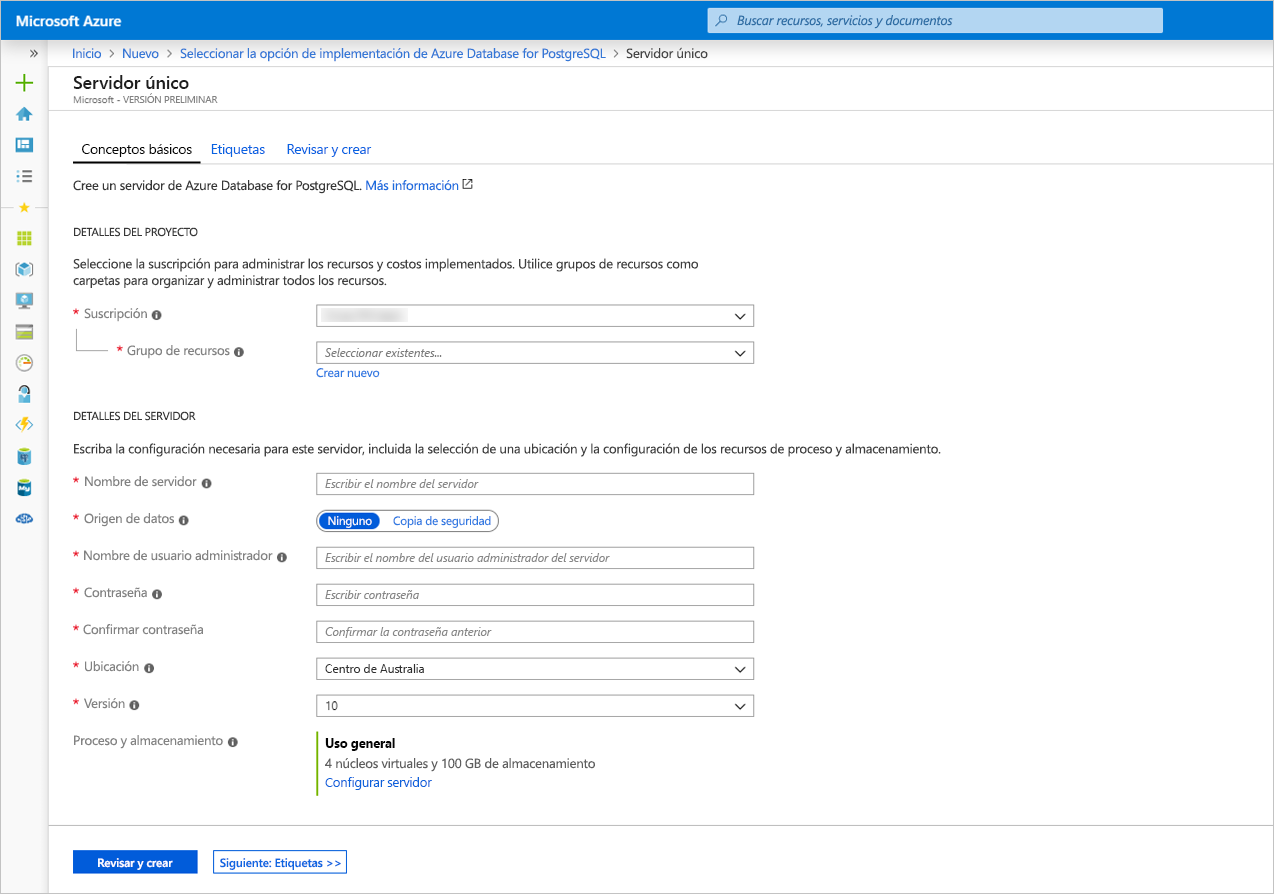 Microsoft Azure
Buscar recursos, servicios y documentos
Inicio > Nuevo > Seleccionar la opción de implementación de Azure Database for PostgreSQL > Servidor único
Servidor único
Microsoft - VERSIÓN PRELIMINAR
Conceptos básicos Etiquetas Revisar y crear
Cree un servidor de Azure Database for PostgreSQL. Más información
DETALLES DEL PROYECTO
Seleccione la suscripción para administrar los recursos y costos implementados. Utilice grupos de recursos como
carpetas para organizar y administrar todos los recursos.
* Suscripción
* Grupo de recursos Seleccionar existentes...
Crear nuevo
DETALLES DEL SERVIDOR
Escriba la configuración necesaria para este servidor, incluida la selección de una ubicación y la configuración de los recursos de proceso y almacenamiento.
* Nombre de servidor Escribir el nombre del servidor
* Origen de datos Ninguno Copia de seguridad
* Nombre de usuario administrador Escribir el nombre del usuario administrador del servidor
* Contraseña Escribir contraseña
* Confirmar contraseña Confirmar la contraseña anterior
* Ubicación Centro de Australia
* Versión 10
Proceso y almacenamiento Uso general
4 núcleos virtuales y 100 GB de almacenamiento
Configurar servidor
Revisar y crear Siguiente: Etiquetas >>